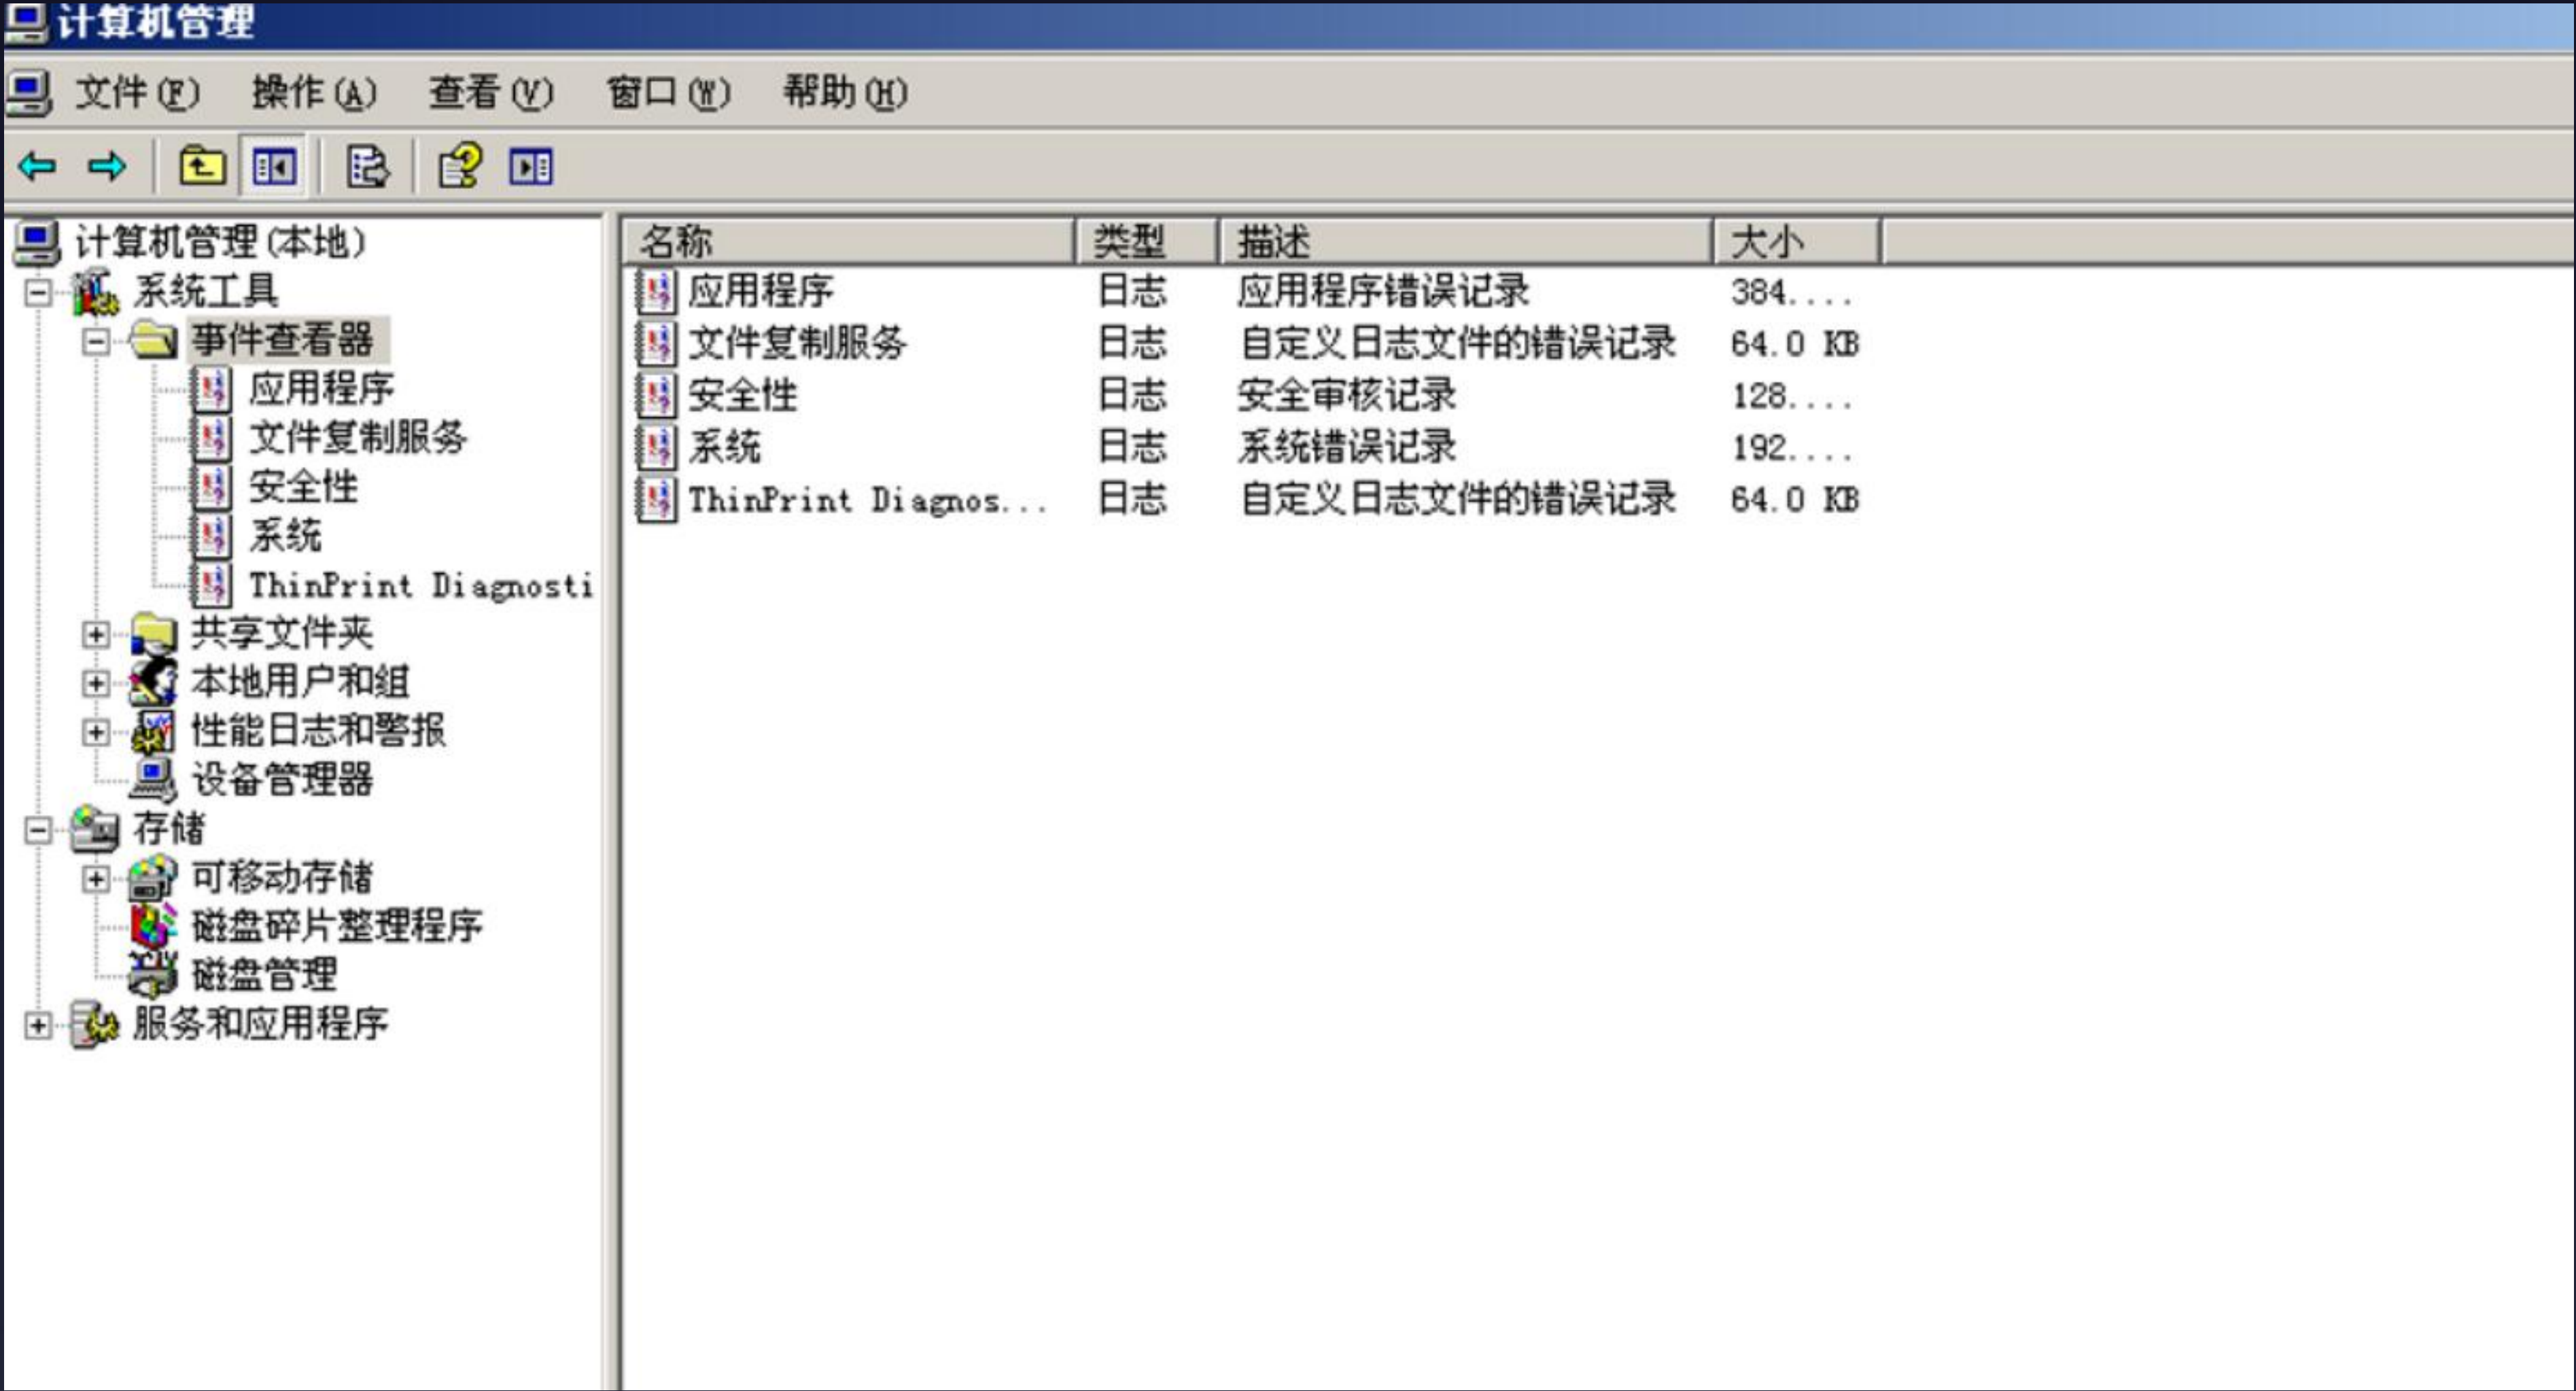 计算机管理
文件(F) 操作(A) 查看(V) 窗口(W) 帮助(H)
计算机管理(本地)
系统工具
事件查看器
应用程序
文件复制服务
安全性
系统
ThinPrint Diagnosti
共享文件夹
本地用户和组
性能日志和警报
设备管理器
存储
可移动存储
磁盘碎片整理程序
磁盘管理
服务和应用程序
名称 类型 描述 大小
应用程序 日志 应用程序错误记录 384....
文件复制服务 日志 自定义日志文件的错误记录 64.0 KB
安全性 日志 安全审核记录 128....
系统 日志 系统错误记录 192....
ThinPrint Diagnos... 日志 自定义日志文件的错误记录 64.0 KB